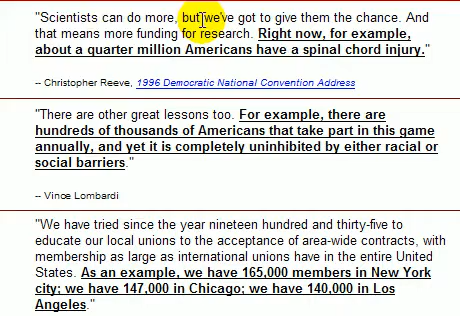 "Scientists can do more, but we've got to give them the chance. And
that means more funding for research. Right now, for example,
about a quarter million Americans have a spinal chord injury."
-- Christopher Reeve, 1996 Democratic National Convention Address
"There are other great lessons too. For example, there are
hundreds of thousands of Americans that take part in this game
annually, and yet it is completely uninhibited by either racial or
social barriers."
-- Vince Lombardi
"We have tried since the year nineteen hundred and thirty-five to
educate our local unions to the acceptance of area-wide contracts, with
membership as large as international unions have in the entire United
States. As an example, we have 165,000 members in New York
city; we have 147,000 in Chicago; we have 140,000 in Los
Angeles."